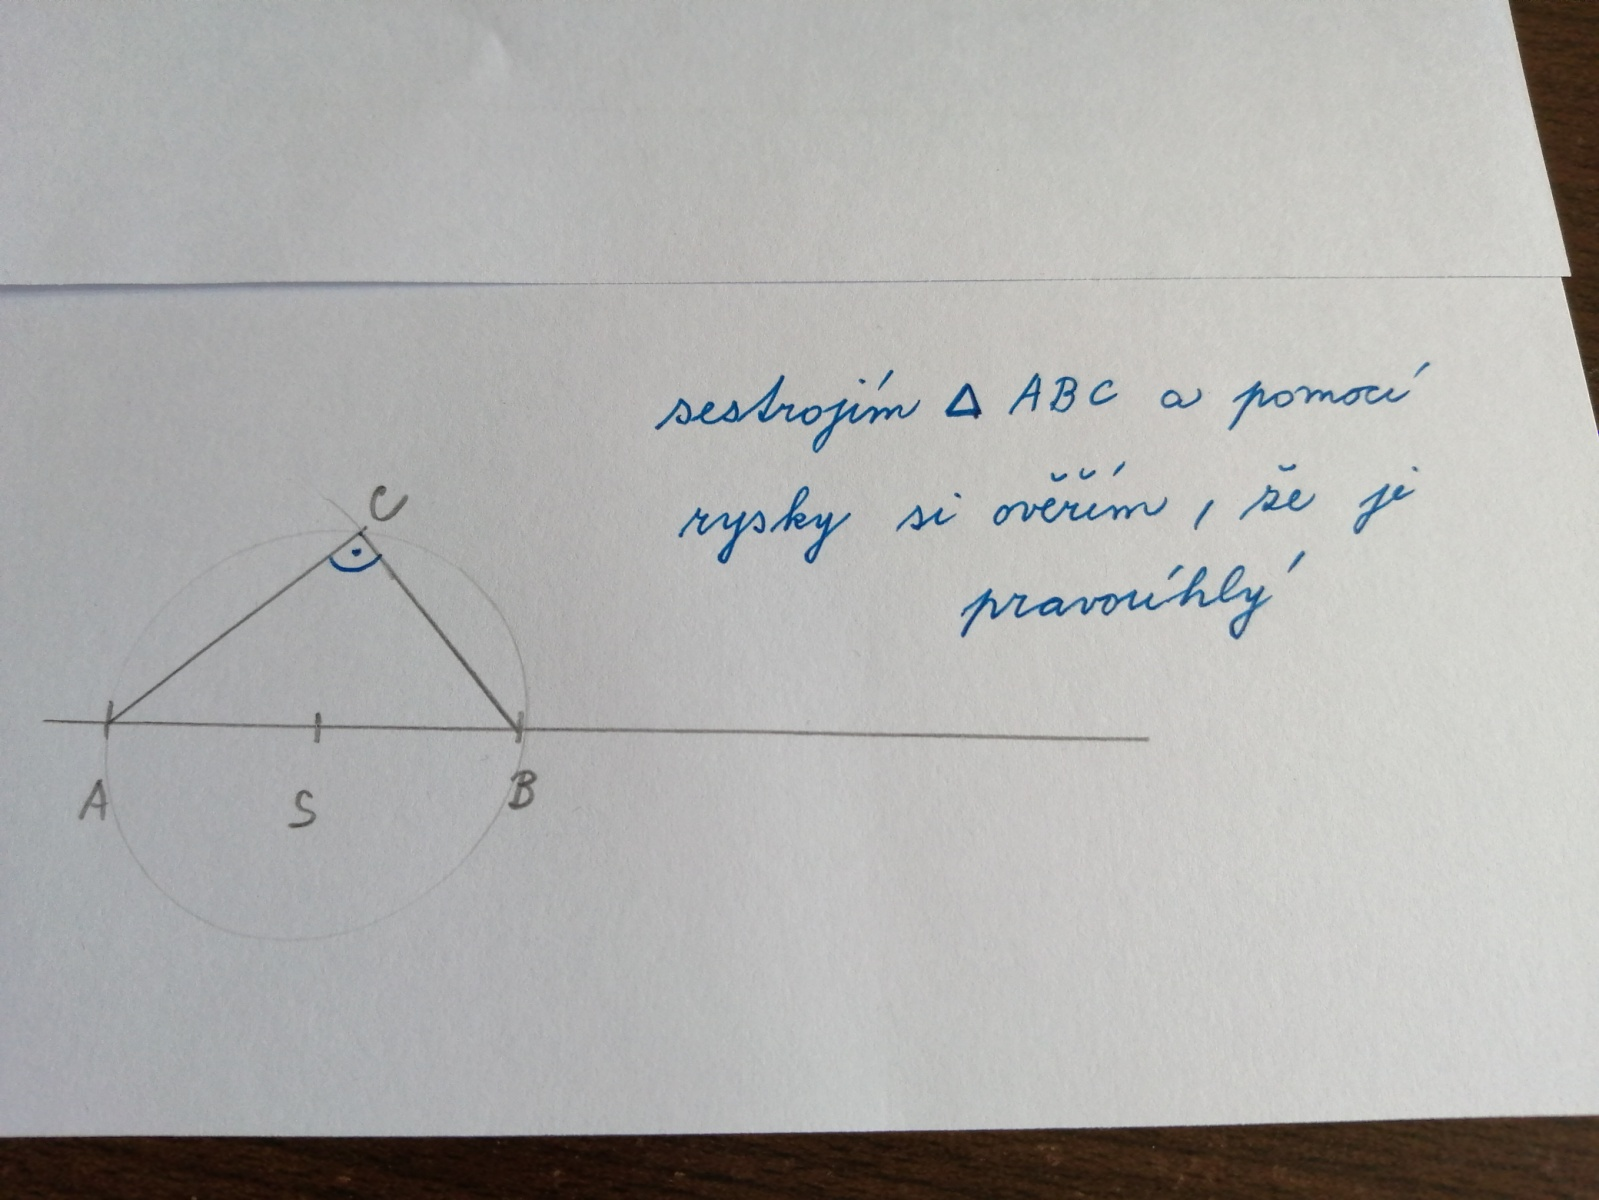 sestrojím Δ ABC a pomocí
rysky si ověřím, že je
pravoúhlý
C
A
S
B